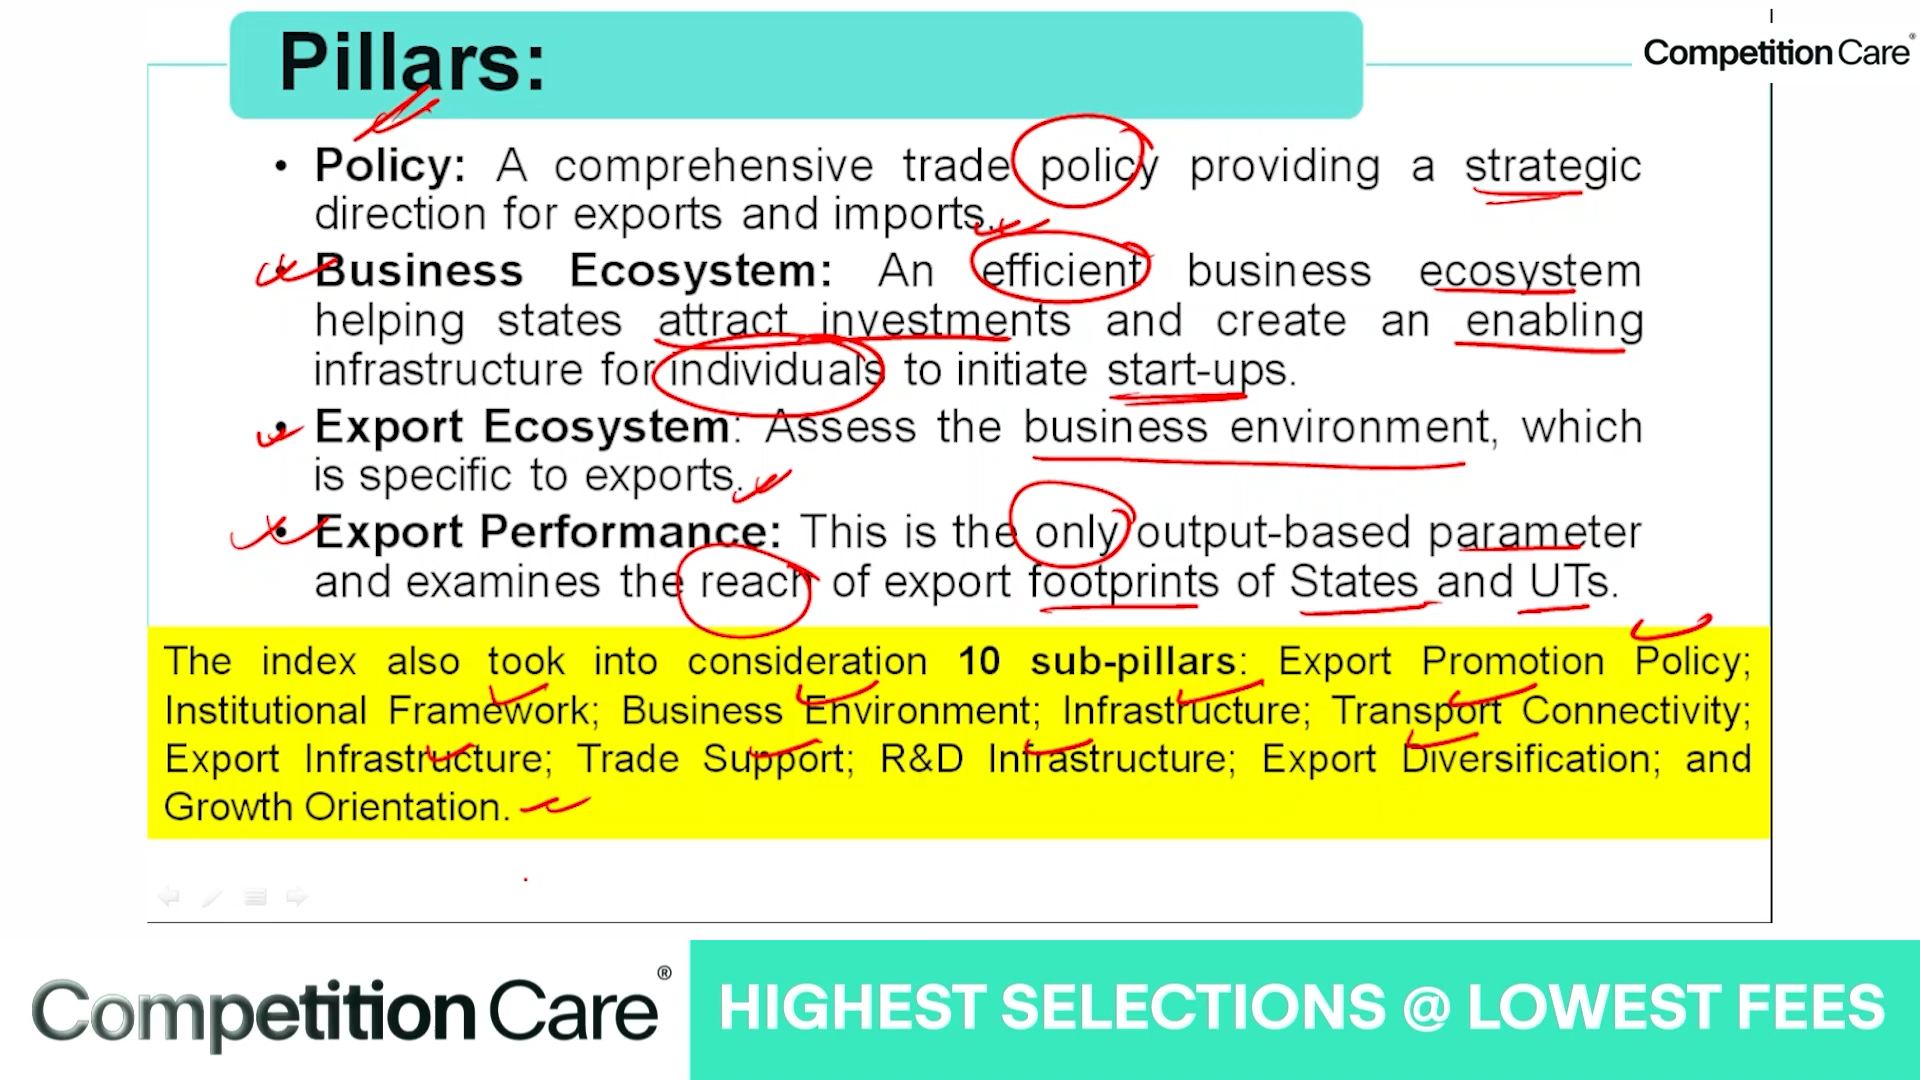 Pillars:
Competition Care®
• Policy: A comprehensive trade policy providing a strategic
direction for exports and imports.
• Business Ecosystem: An efficient business ecosystem
helping states attract investments and create an enabling
infrastructure for individuals to initiate start-ups.
• Export Ecosystem: Assess the business environment, which
is specific to exports.
• Export Performance: This is the only output-based parameter
and examines the reach of export footprints of States and UTs.
The index also took into consideration 10 sub-pillars: Export Promotion Policy;
Institutional Framework; Business Environment; Infrastructure; Transport Connectivity;
Export Infrastructure; Trade Support; R&D Infrastructure; Export Diversification; and
Growth Orientation.
Competition Care®
HIGHEST SELECTIONS @ LOWEST FEES